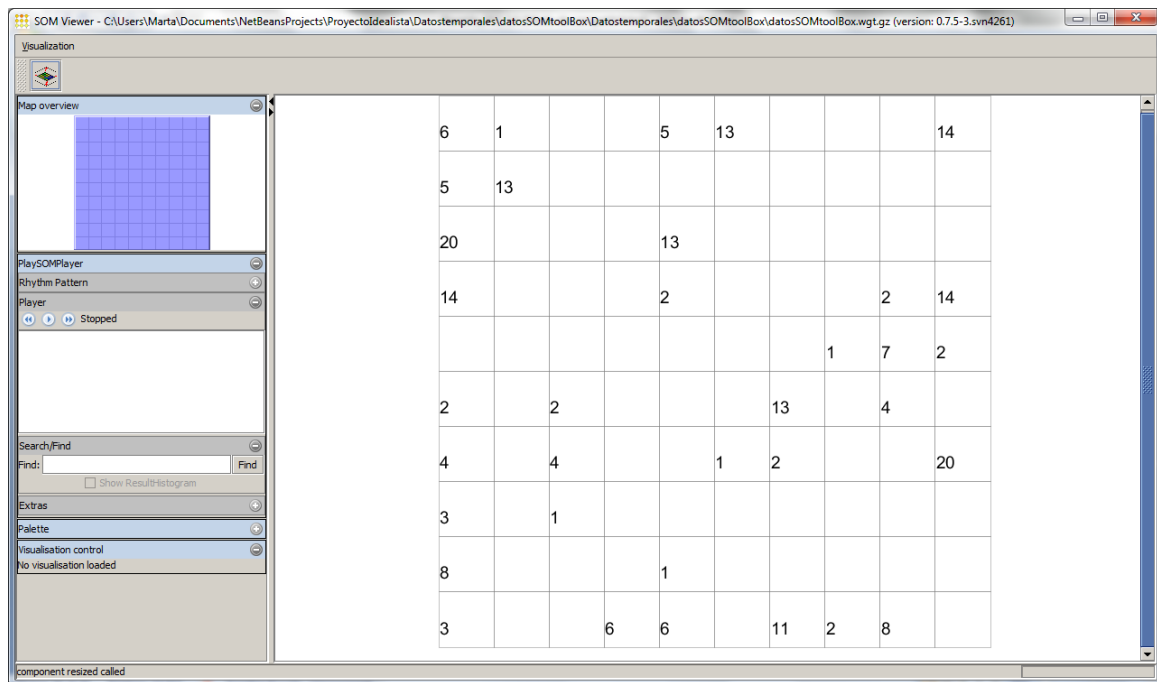 SOM Viewer - C:\Users\Marta\Documents\NetBeansProjects\ProyectoIdealista\Datostemporales\datosSOMtoolBox\Datostemporales\datosSOMtoolBox\datosSOMtoolBox.wgt.gz (version: 0.7.5-3.svn4261)
Visualization
Map overview
PlaySOMPlayer
Rhythm Pattern
Player
Stopped
Search/Find
Find: Find
Show ResultHistogram
Extras
Palette
Visualisation control
No visualisation loaded
6 1 5 13 14
5 13
20 13
14 2 2 14
1 7 2
2 2 13 4
4 4 1 2 20
3 1
8 1
3 6 6 11 2 8
component resized called